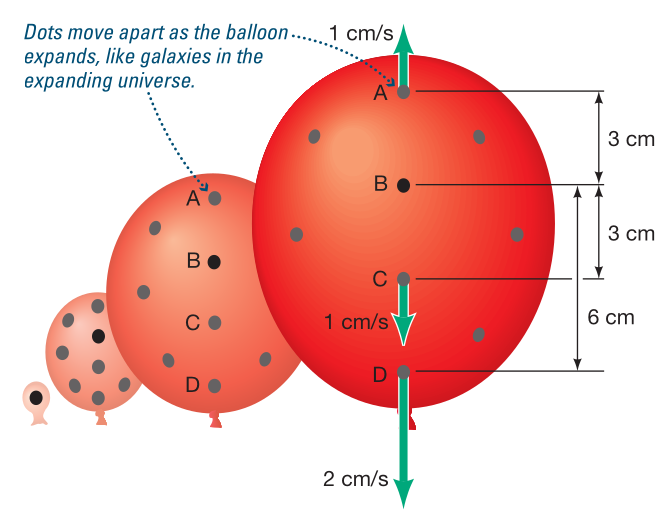 Dots move apart as the balloon
expands, like galaxies in the
expanding universe.
1 cm/s
A
3 cm
B
A
3 cm
B
C
1 cm/s
C
6 cm
D
D
2 cm/s